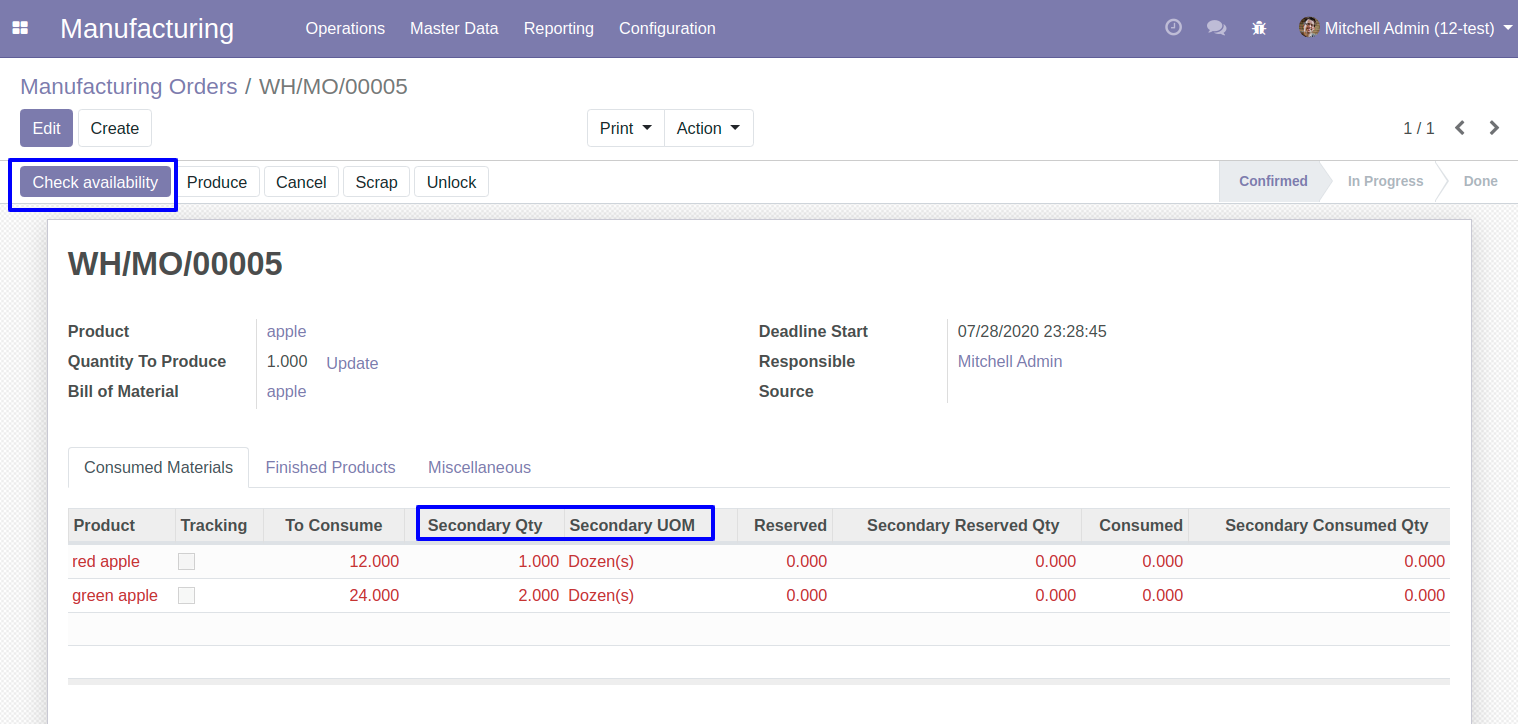 Manufacturing Operations Master Data Reporting Configuration Mitchell Admin (12-test)
Manufacturing Orders / WH/MO/00005
Edit Create Print Action 1 / 1
Check availability Produce Cancel Scrap Unlock Confirmed In Progress Done
WH/MO/00005
Product apple Deadline Start 07/28/2020 23:28:45
Quantity To Produce 1.000 Update Responsible Mitchell Admin
Bill of Material apple Source
Consumed Materials Finished Products Miscellaneous
Product Tracking To Consume Secondary Qty Secondary UOM Reserved Secondary Reserved Qty Consumed Secondary Consumed Qty
red apple 12.000 1.000 Dozen(s) 0.000 0.000 0.000 0.000
green apple 24.000 2.000 Dozen(s) 0.000 0.000 0.000 0.000